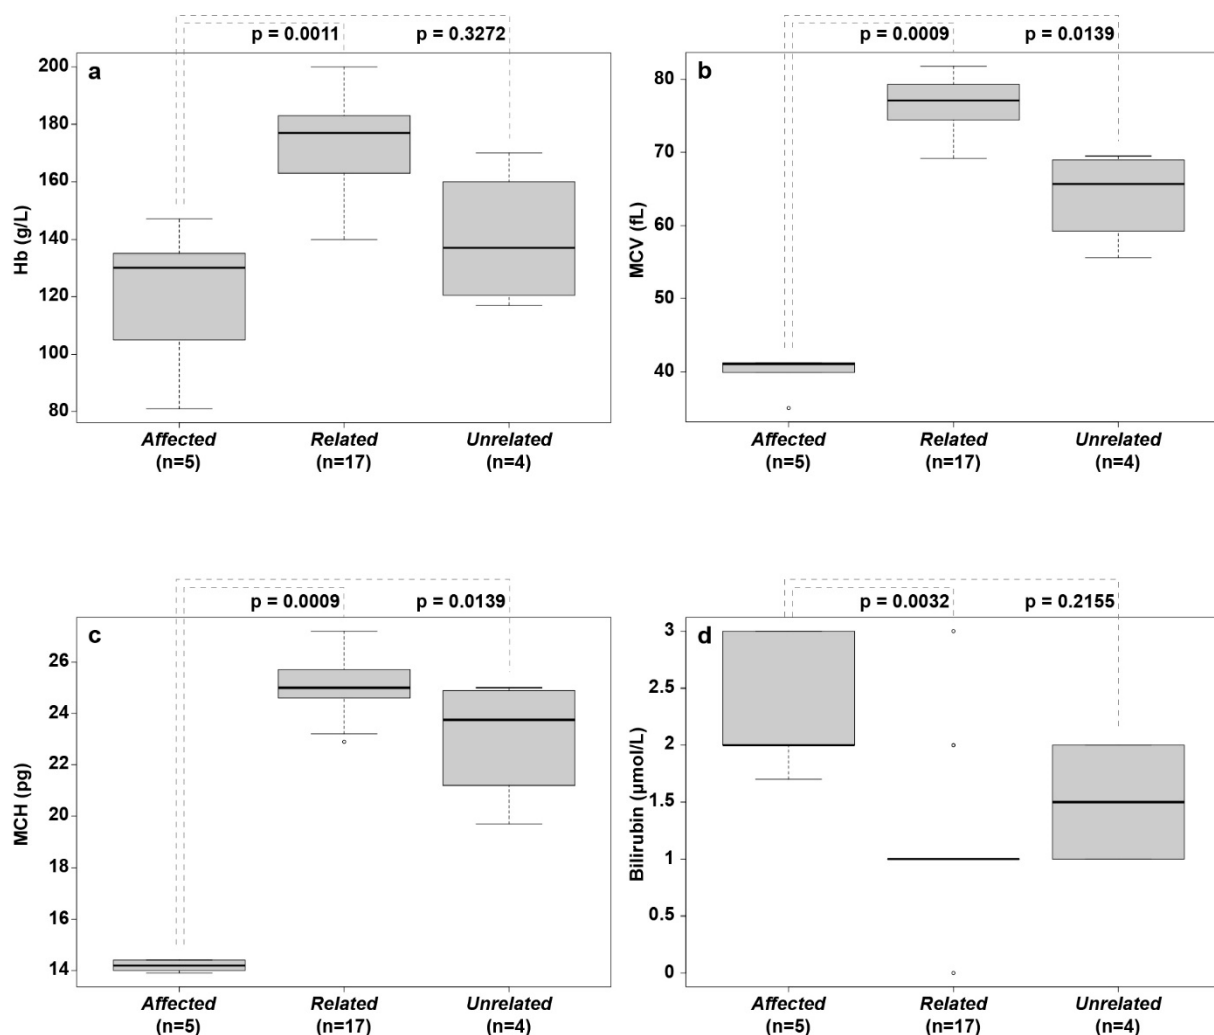 p = 0.0011 p = 0.3272
a
Hb (g/L)
200
180
160
140
120
100
80
Affected Related Unrelated
(n=5) (n=17) (n=4)
p = 0.0009 p = 0.0139
b
MCV (fL)
80
70
60
50
40
Affected Related Unrelated
(n=5) (n=17) (n=4)
p = 0.0009 p = 0.0139
c
MCH (pg)
26
24
22
20
18
16
14
Affected Related Unrelated
(n=5) (n=17) (n=4)
p = 0.0032 p = 0.2155
d
Bilirubin (µmol/L)
3
2.5
2
1.5
1
0.5
0
Affected Related Unrelated
(n=5) (n=17) (n=4)